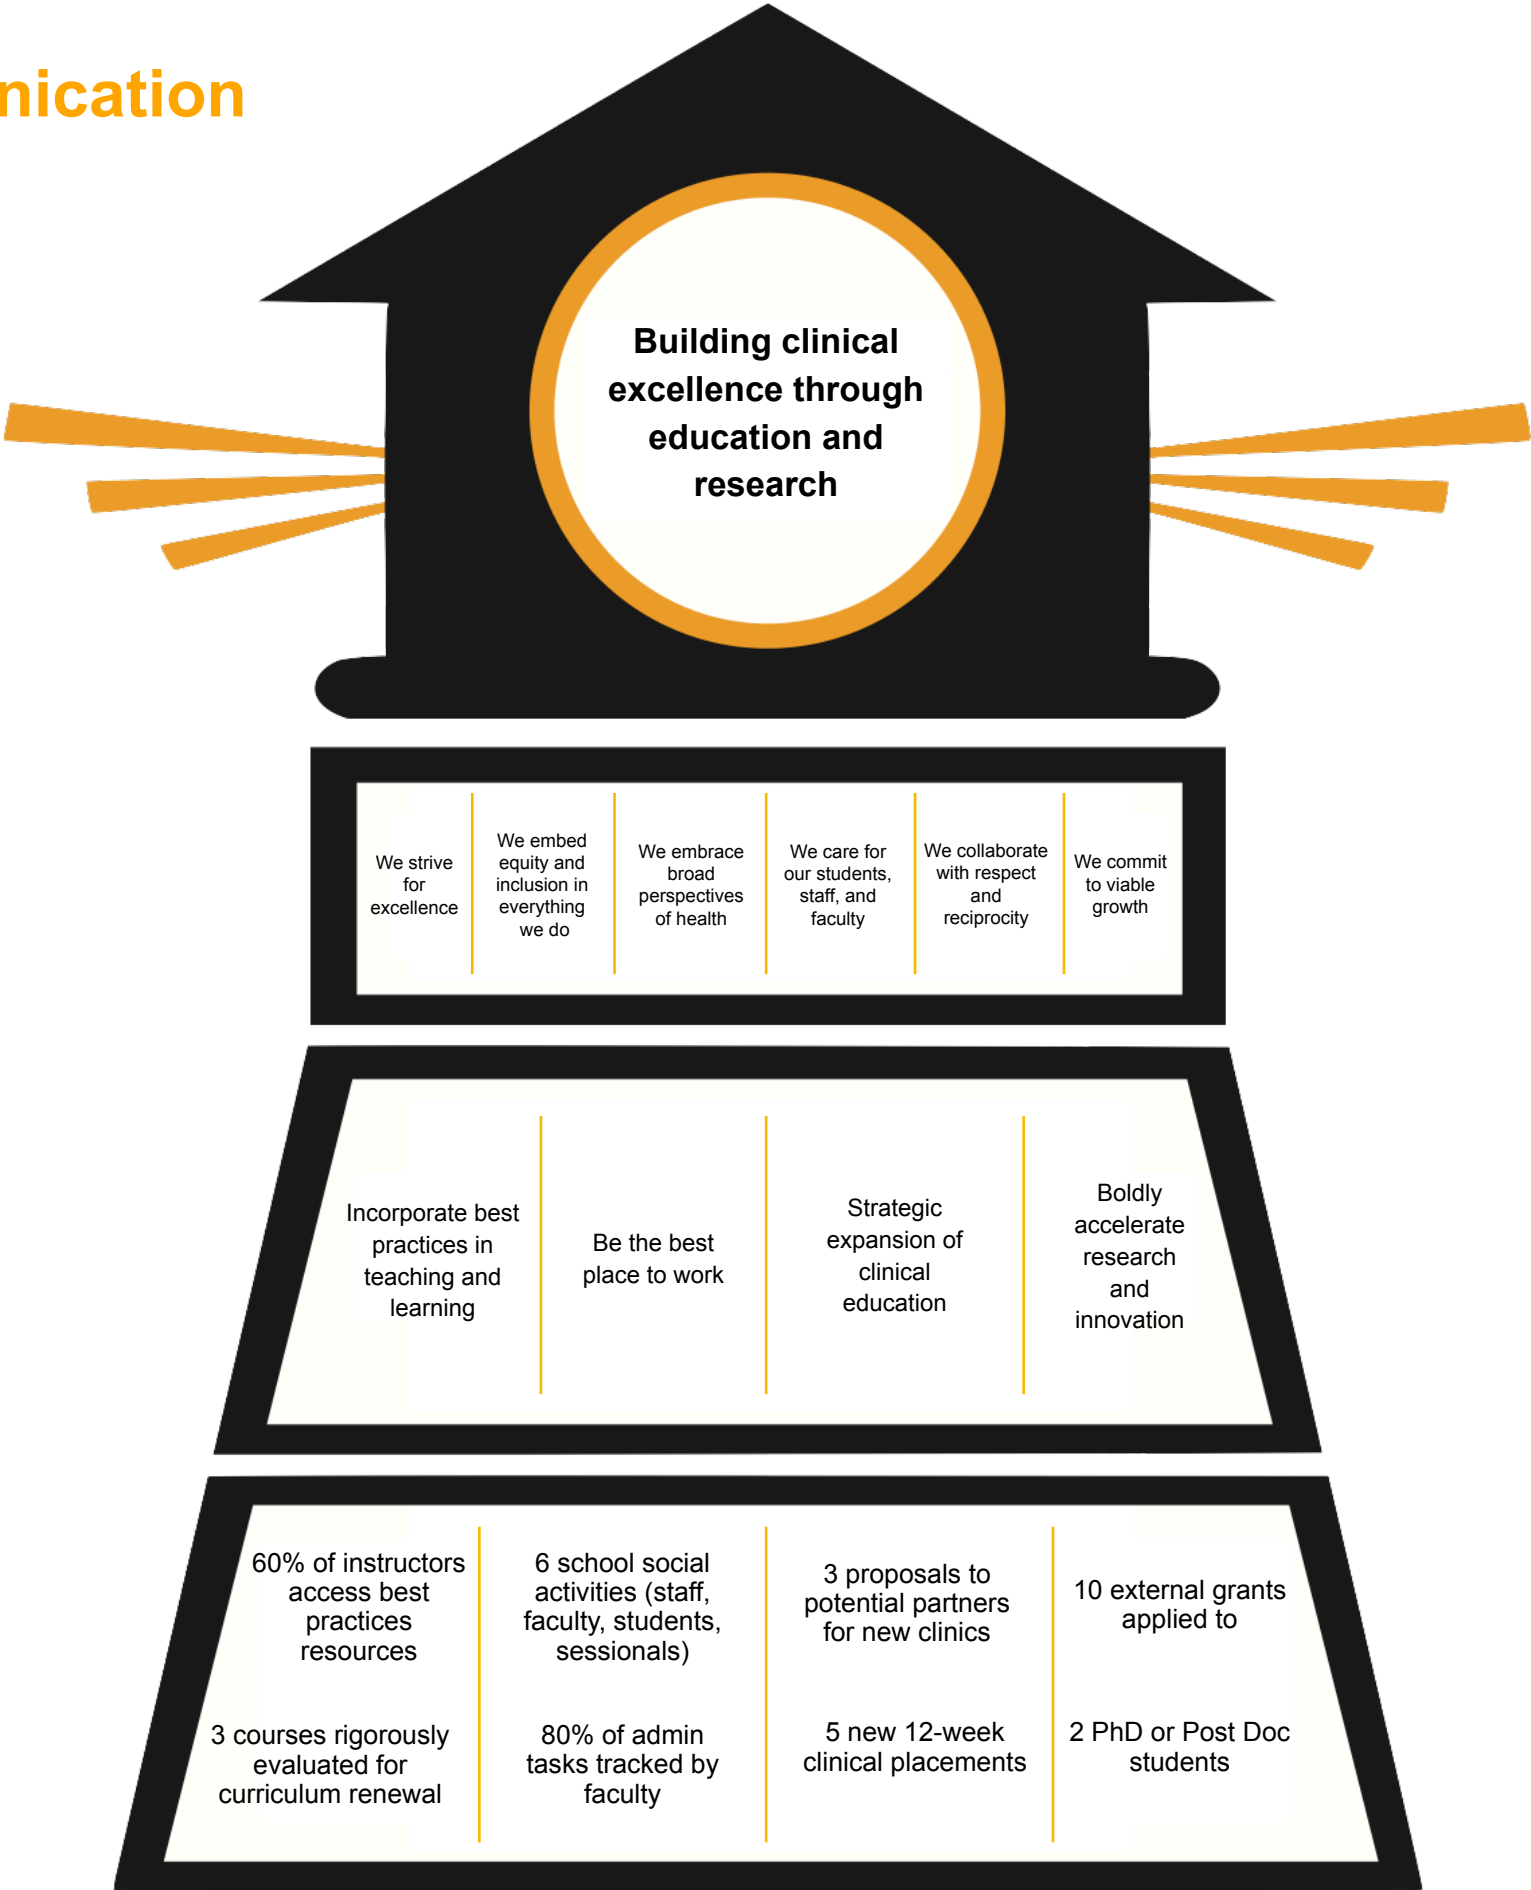 nication
Building clinical
excellence through
education and
research
We strive
for
excellence
We embed
equity and
inclusion in
everything
we do
We embrace
broad
perspectives
of health
We care for
our students,
staff, and
faculty
We collaborate
with respect
and
reciprocity
We commit
to viable
growth
Incorporate best
practices in
teaching and
learning
Be the best
place to work
Strategic
expansion of
clinical
education
Boldly
accelerate
research
and
innovation
60% of instructors
access best
practices
resources
3 courses rigorously
evaluated for
curriculum renewal
6 school social
activities (staff,
faculty, students,
sessionals)
80% of admin
tasks tracked by
faculty
3 proposals to
potential partners
for new clinics
5 new 12-week
clinical placements
10 external grants
applied to
2 PhD or Post Doc
students